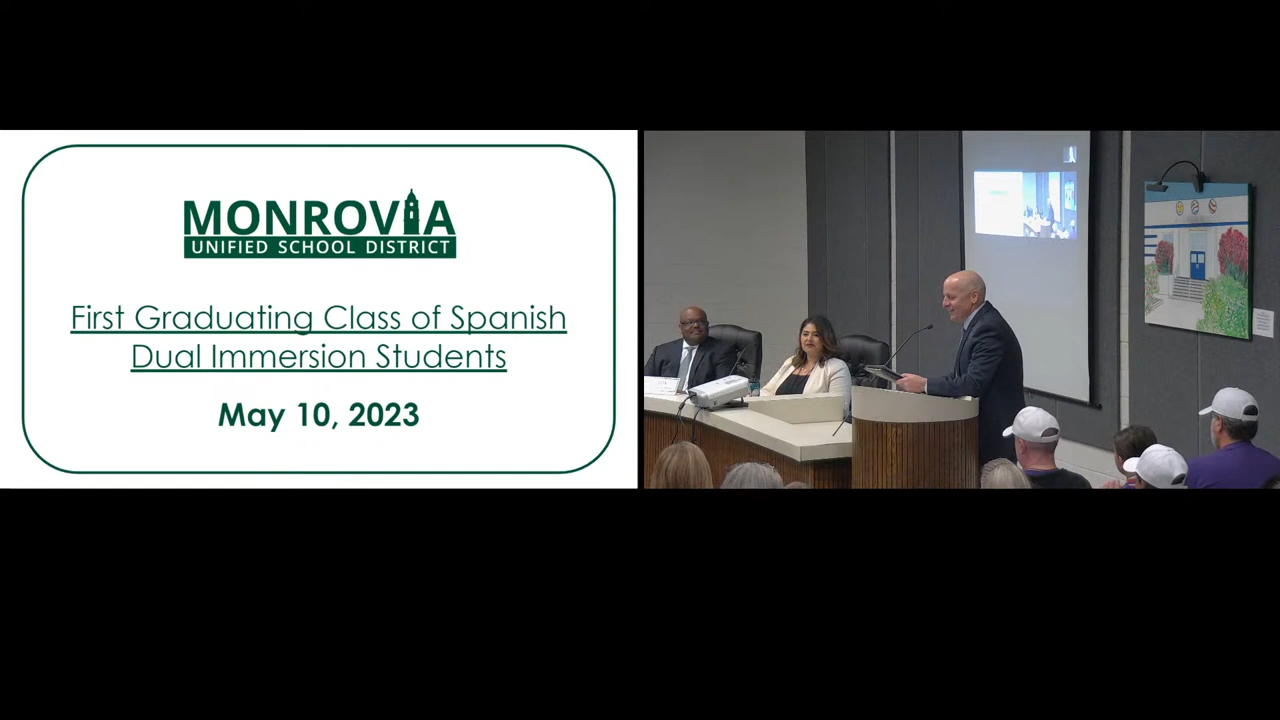 MONROVIA
UNIFIED SCHOOL DISTRICT
First Graduating Class of Spanish
Dual Immersion Students
May 10, 2023